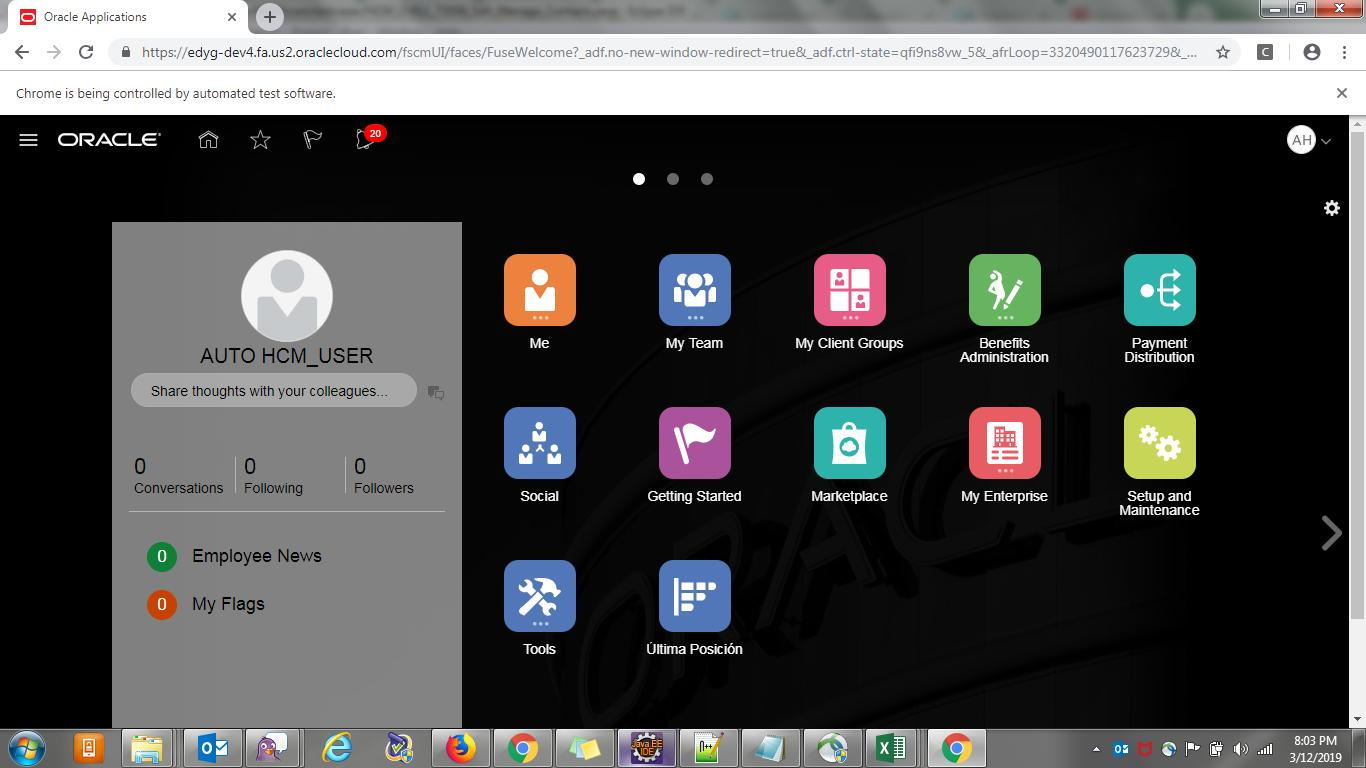 Oracle Applications
https://edyg-dev4.fa.us2.oraclecloud.com/fscmUI/faces/FuseWelcome?_adf.no-new-window-redirect=true&_adf.ctrl-state=qfi9ns8vw_5&_afrLoop=3320490117623729&_...
C
Chrome is being controlled by automated test software.
ORACLE
20
AH
AUTO HCM_USER
Share thoughts with your colleagues...
0 0 0
Conversations Following Followers
0 Employee News
0 My Flags
Me
My Team
My Client Groups
Benefits
Administration
Payment
Distribution
Social
Getting Started
Marketplace
My Enterprise
Setup and
Maintenance
Tools
Última Posición
ORACL
Java EE
IDE
8:03 PM
3/12/2019